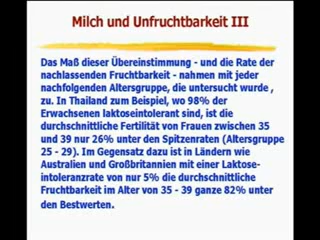 Milch und Unfruchtbarkeit III
Das Maß dieser Übereinstimmung - und die Rate der
nachlassenden Fruchtbarkeit - nahmen mit jeder
nachfolgenden Altersgruppe, die untersucht wurde ,
zu. In Thailand zum Beispiel, wo 98% der
Erwachsenen laktoseintolerant sind, ist die
durchschnittliche Fertilität von Frauen zwischen 35
und 39 nur 26% unter den Spitzenraten (Altersgruppe
25 - 29). Im Gegensatz dazu ist in Ländern wie
Australien und Großbritannien mit einer Laktose-
intoleranzrate von nur 5% die durchschnittliche
Fruchtbarkeit im Alter von 35 - 39 ganze 82% unter
den Bestwerten.